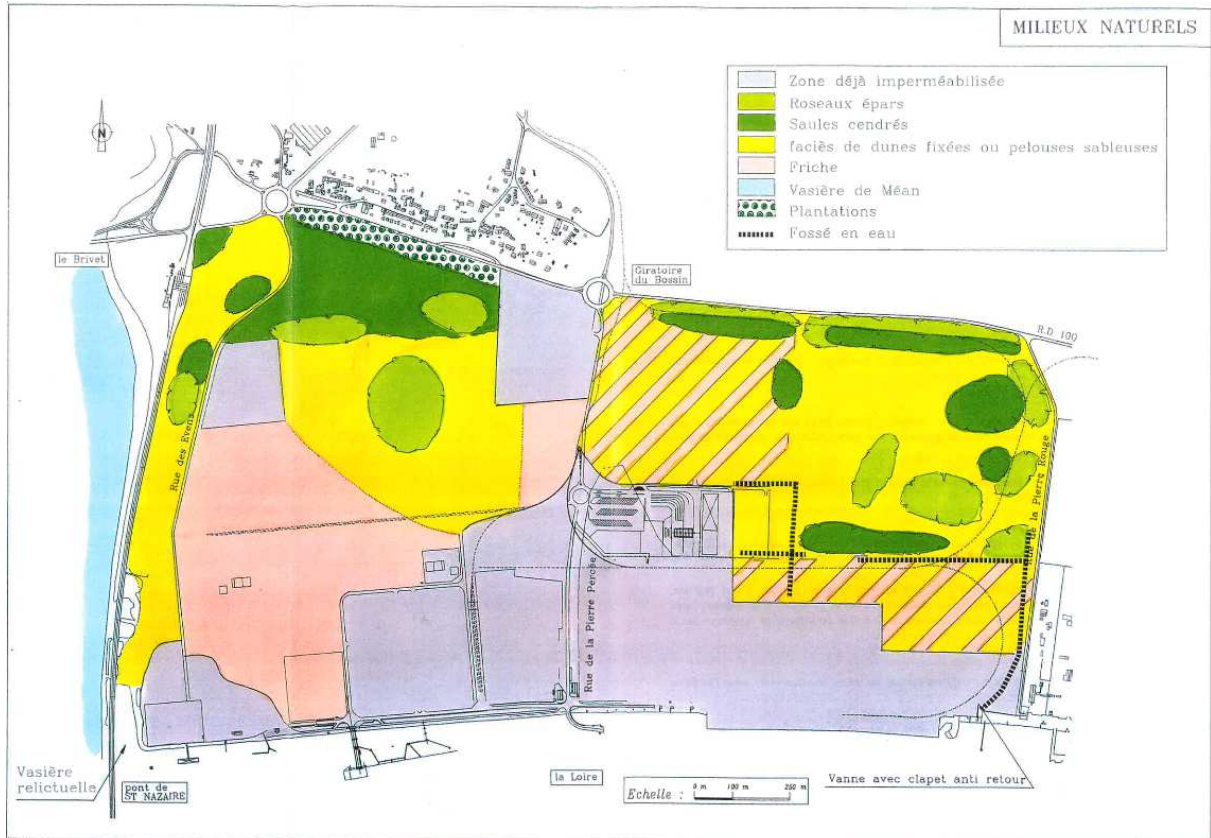 MILIEUX NATURELS
Zone déjà imperméabilisée
Roseaux épars
Saules cendrés
faciès de dunes fixées ou pelouses sableuses
Friche
Vasière de Méan
Plantations
Fossé en eau
N
le Brivet
Giratoire
du Bossin
R.D 100
Rue des Evens
Rue de la Pierre Percée
Rue de la Pierre Rouge
Vasière
relictuelle
pont de
ST NAZAIRE
la Loire
Echelle : 0 m 100 m 250 m
Vanne avec clapet anti retour